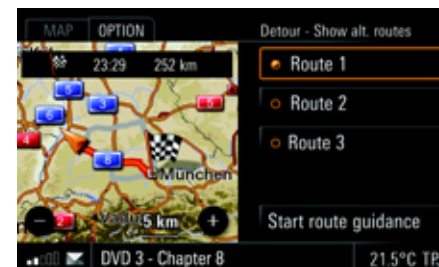 MAP OPTION Detour - Show alt. routes
23:29 252 km
Route 1
Route 2
Route 3
München
5 km
Start route guidance
DVD 3 - Chapter 8 21.5°C TP